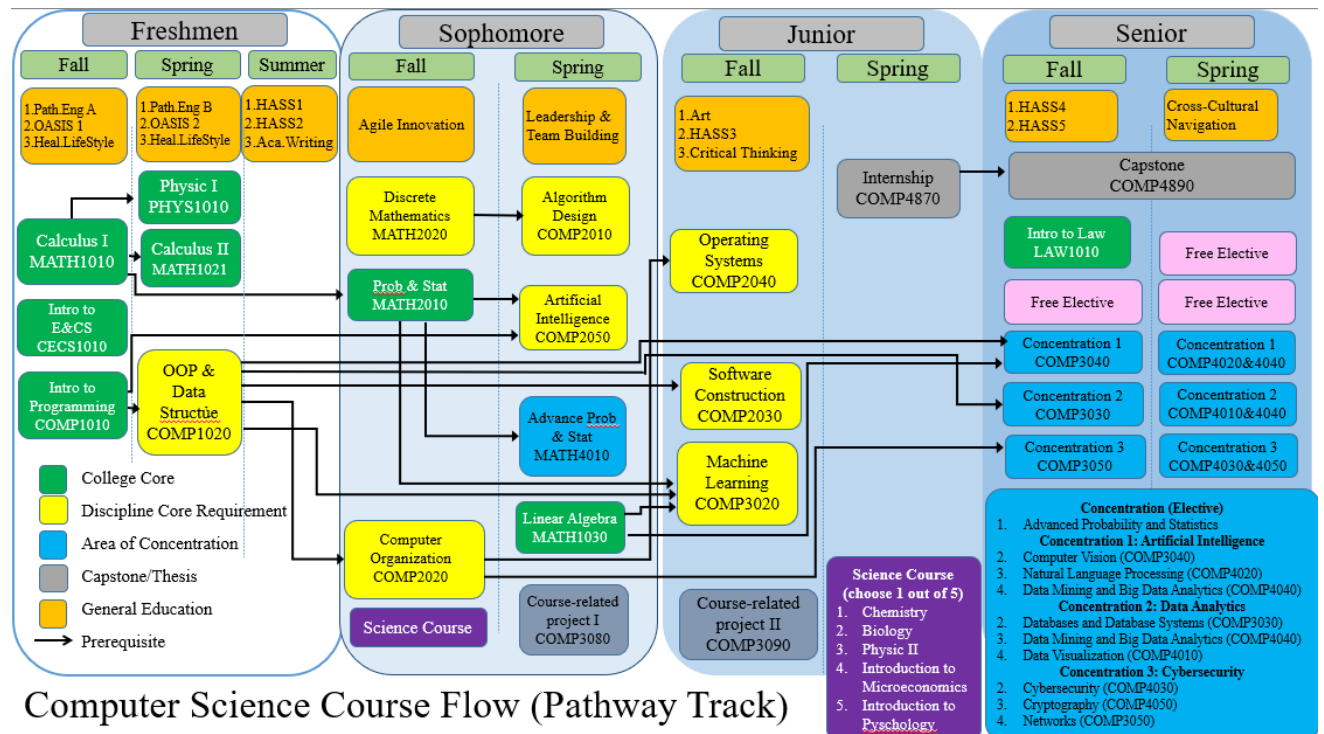 Freshmen
Sophomore
Junior
Senior
Fall
Spring
Summer
Fall
Spring
Fall
Spring
Fall
Spring
1.Path.Eng A
2.OASIS 1
3.Heal.LifeStyle
1.Path.Eng B
2.OASIS 2
3.Heal.LifeStyle
1.HASS1
2.HASS2
3.Aca.Writing
Agile Innovation
Leadership &
Team Building
1.Art
2.HASS3
3.Critical Thinking
1.HASS4
2.HASS5
Cross-Cultural
Navigation
Physic I
PHYS1010
Calculus I
MATH1010
Calculus II
MATH1021
Intro to
E&CS
CECS1010
Intro to
Programming
COMP1010
OOP &
Data
Structủe
COMP1020
Discrete
Mathematics
MATH2020
Algorithm
Design
COMP2010
Prob & Stat
MATH2010
Artificial
Intelligence
COMP2050
Advance Prob
& Stat
MATH4010
Linear Algebra
MATH1030
Computer
Organization
COMP2020
Science Course
Course-related
project I
COMP3080
Operating
Systems
COMP2040
Software
Construction
COMP2030
Machine
Learning
COMP3020
Course-related
project II
COMP3090
Internship
COMP4870
Capstone
COMP4890
Intro to Law
LAW1010
Free Elective
Free Elective
Free Elective
Concentration 1
COMP3040
Concentration 1
COMP4020&4040
Concentration 2
COMP3030
Concentration 2
COMP4010&4040
Concentration 3
COMP3050
Concentration 3
COMP4030&4050
College Core
Discipline Core Requirement
Area of Concentration
Capstone/Thesis
General Education
Prerequisite
Science Course
(choose 1 out of 5)
1. Chemistry
2. Biology
3. Physic II
4. Introduction to
Microeconomics
5. Introduction to
Pyschology
Concentration (Elective)
1. Advanced Probability and Statistics
Concentration 1: Artificial Intelligence
2. Computer Vision (COMP3040)
3. Natural Language Processing (COMP4020)
4. Data Mining and Big Data Analytics (COMP4040)
Concentration 2: Data Analytics
2. Databases and Database Systems (COMP3030)
3. Data Mining and Big Data Analytics (COMP4040)
4. Data Visualization (COMP4010)
Concentration 3: Cybersecurity
2. Cybersecurity (COMP4030)
3. Cryptography (COMP4050)
4. Networks (COMP3050)
Computer Science Course Flow (Pathway Track)